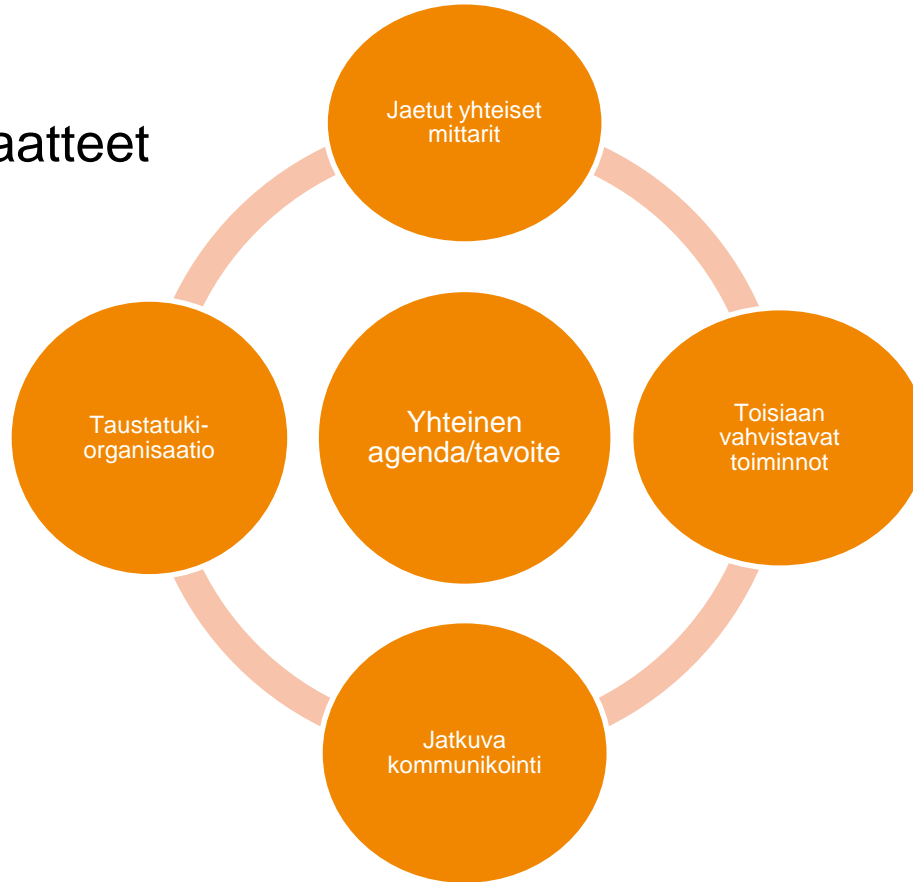 aatteet
Jaetut yhteiset
mittarit
Taustatuki-
organisaatio
Yhteinen
agenda/tavoite
Toisiaan
vahvistavat
toiminnot
Jatkuva
kommunikointi